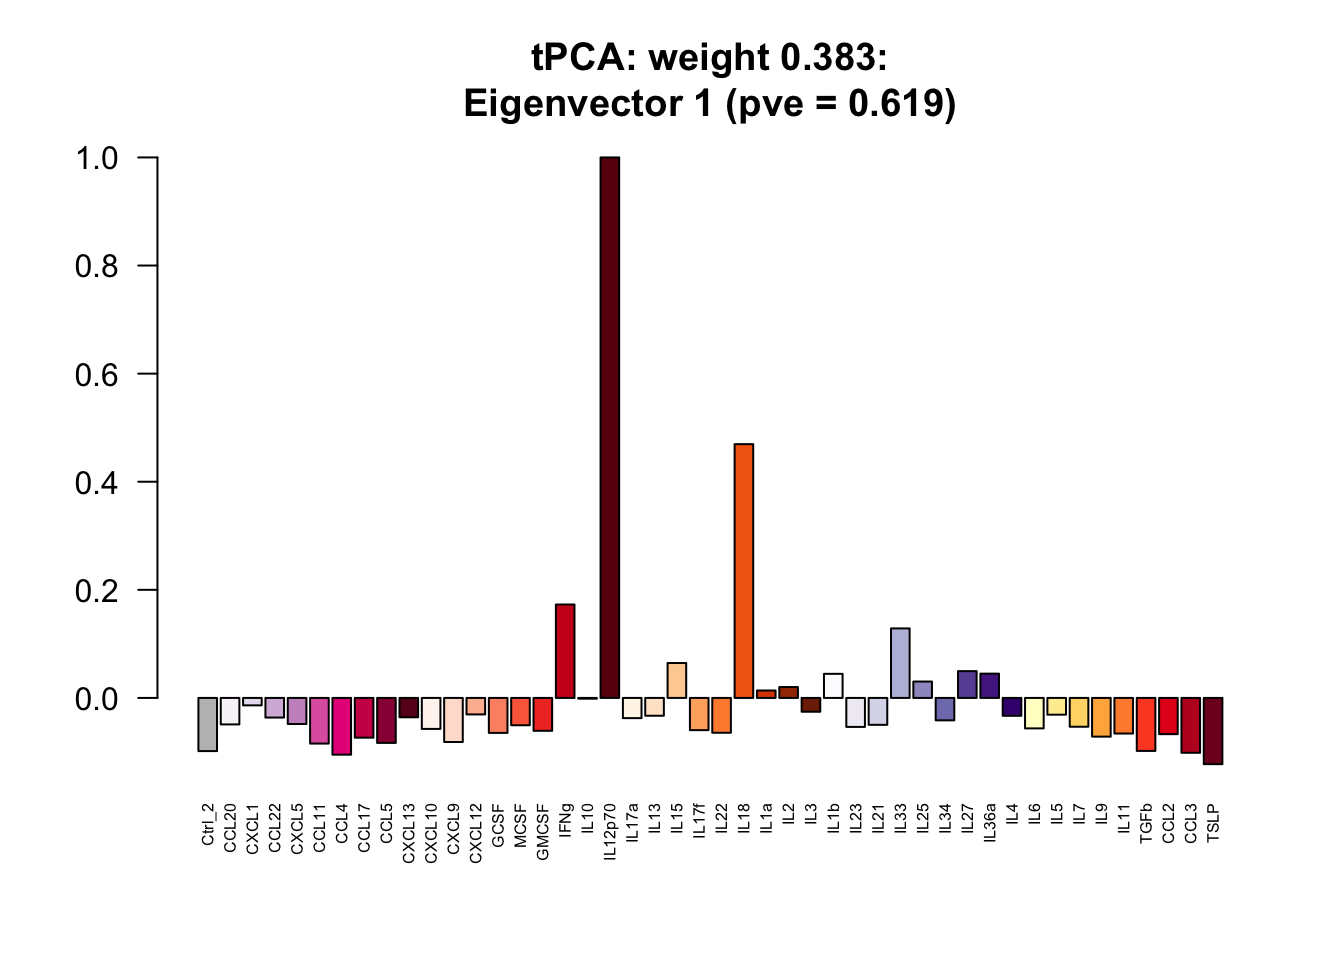 tPCA: weight 0.383:
Eigenvector 1 (pve = 0.619)
1.0
0.8
0.6
0.4
0.2
0.0
Ctrl_2
CCL20
CXCL1
CCL22
CXCL5
CCL11
CCL4
CCL17
CCL5
CXCL13
CXCL10
CXCL9
CXCL12
GCSF
MCSF
GMCSF
IFNg
IL10
IL12p70
IL17a
IL13
IL15
IL17f
IL22
IL18
IL1a
IL2
IL3
IL1b
IL23
IL21
IL33
IL25
IL34
IL27
IL36a
IL4
IL6
IL5
IL7
IL9
IL11
TGFb
CCL2
CCL3
TSLP